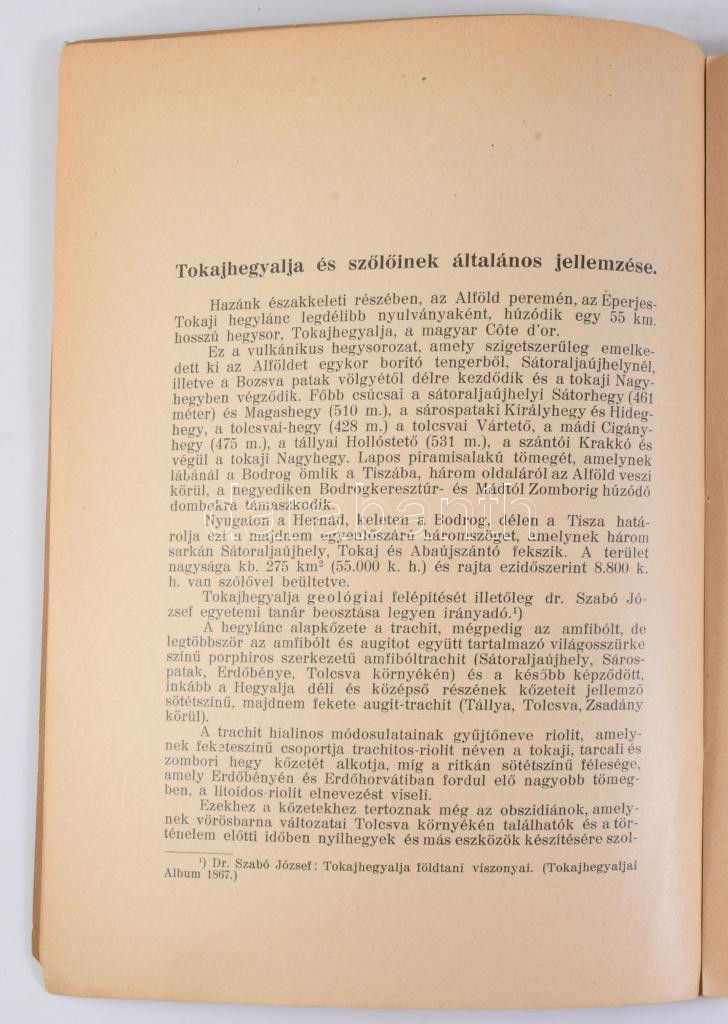 Tokajhegyalja és szőlőinek általános jellemzése.
Hazánk északkeleti részében, az Alföld peremén, az Eperjes-
Tokaji hegylánc legdélibb nyulványaként, húzódik egy 55 km.
hosszú hegysor, Tokajhegyalja, a magyar Côte d'or.
Ez a vulkánikus hegysorozat, amety szigetszerűleg emelke-
dett ki az Alföldet egykor boritó tengerből, Sátoraljaújhelynél,
illetve a Bozsva patak völgyétől délre kezdődik és a tokaji Nagy-
hegyben végződik. Főbb csúcsai a sátoraljaújhelyi Sátorhegy (461
méter) és Magashegy (510 m.), a sárospataki Királyhegy és Hideg-
hegy, a tolcsvai-hegy (428 m.) a tolcsvai Vártető, a mádi Cigány-
hegy (475 m.), a tállyai Hollóstető (531 m.), a szántói Krakkó és
végül a tokaji Nagyhegy. Lapos piramisalakú tömegét, amelynek
lábánál a Bodrog ömlik a Tiszába, három oldaláról az Alföld veszi
körül, a hegyediken Bodrogkeresztúr- és Mádtól Zomborig húzódó
dombokra támaszkodik.
Nyugaton a Hernád, keleten a Bodrog, délen a Tisza hatá-
rolja ezt a majdnem egyenlőszárú háromszöget, amelynek három
sarkán Sátoraljaújhely, Tokaj és Abaújszántó fekszik. A terület
nagysága kb. 275 km² (55.000 k. h.) és rajta ezidőszerint 8.800 k.
h. van szőlővel beültetve.
Tokajhegyalja geológiai felépítését illetőleg dr. Szabó Jó-
zsef egyetemi tanár beosztása legyen irányadó.¹)
A hegylánc alapkőzete a trachit, mégpedig az amfibólt, de
legtöbbször az amfibólt és augitot együtt tartalmazó világosszürke
színű porphiros szerkezetű amfibóltrachit (Sátoraljaújhely, Sáros-
patak, Erdőbénye, Tolcsva környékén) és a később képződött,
inkább a Hegyalja déli és középső részének kőzeteit jellemző
sötétszínű, majdnem fekete augit-trachit (Tállya, Tolcsva, Zsadány
körül).
A trachit hialinos módosulatainak gyűjtőneve riolit, amely-
nek feketeszínű csoportja trachitos-riolit néven a tokaji, tarcali és
zombori hegy kőzetét alkotja, míg a ritkán sötétszínű félesége,
amely Erdőbényén és Erdőhorvátiban fordul elő nagyobb tömeg-
ben, a litoidos-riolit elnevezést viseli.
Ezekhez a kőzetekhez tertoznak még az obszidiánok, amely-
nek vörösbarna változatai Tolcsva környékén találhatók és a tör-
ténelem előtti időben nyílhegyek és más eszközök készítésére szol-
¹) Dr. Szabó József: Tokajhegyalja földtani viszonyai. (Tokajhegyaljai
Album 1867.)
darabanth